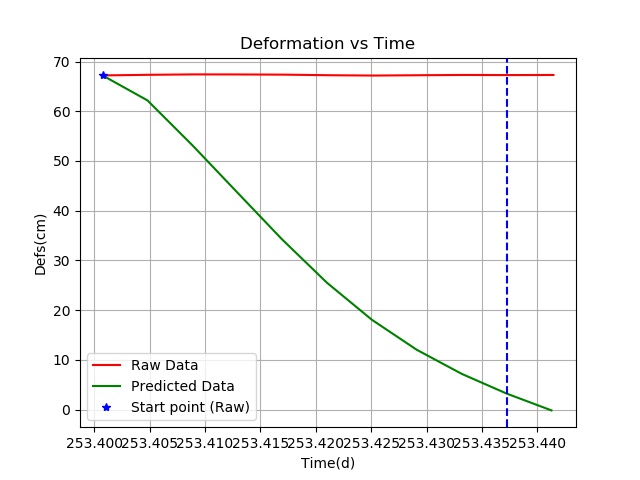 Deformation vs Time
70
60
50
40
30
20
10
0
Defs(cm)
Raw Data
Predicted Data
Start point (Raw)
253.400 253.405 253.410 253.415 253.420 253.425 253.430 253.435 253.440
Time(d)